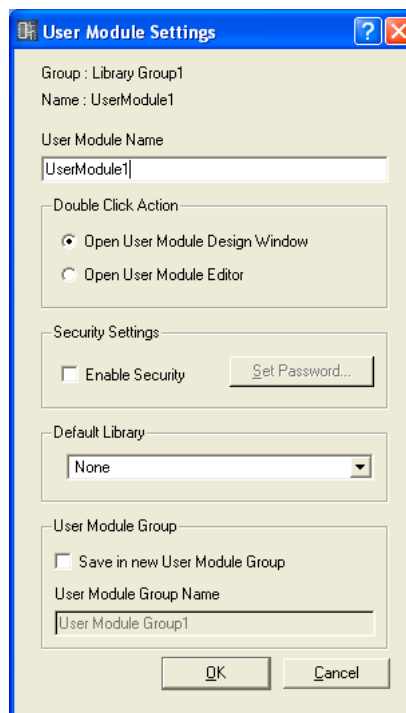 User Module Settings
Group : Library Group1
Name : UserModule1
User Module Name
UserModule1
Double Click Action
Open User Module Design Window
Open User Module Editor
Security Settings
Enable Security
Set Password...
Default Library
None
User Module Group
Save in new User Module Group
User Module Group Name
User Module Group1
OK
Cancel